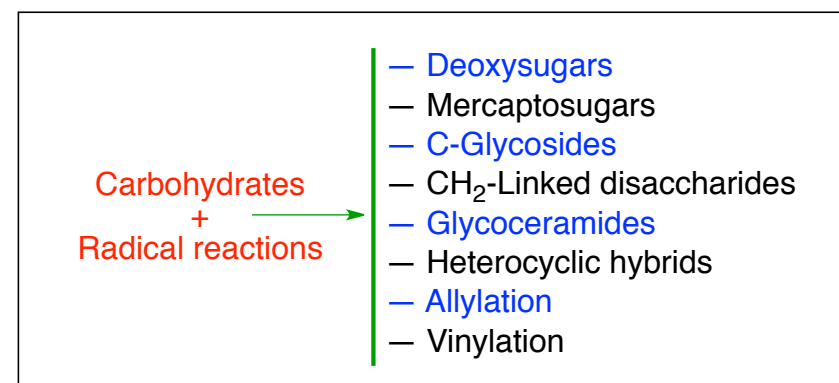 Carbohydrates
+
Radical reactions
— Deoxysugars
— Mercaptosugars
— C-Glycosides
— CH₂-Linked disaccharides
— Glycoceramides
— Heterocyclic hybrids
— Allylation
— Vinylation